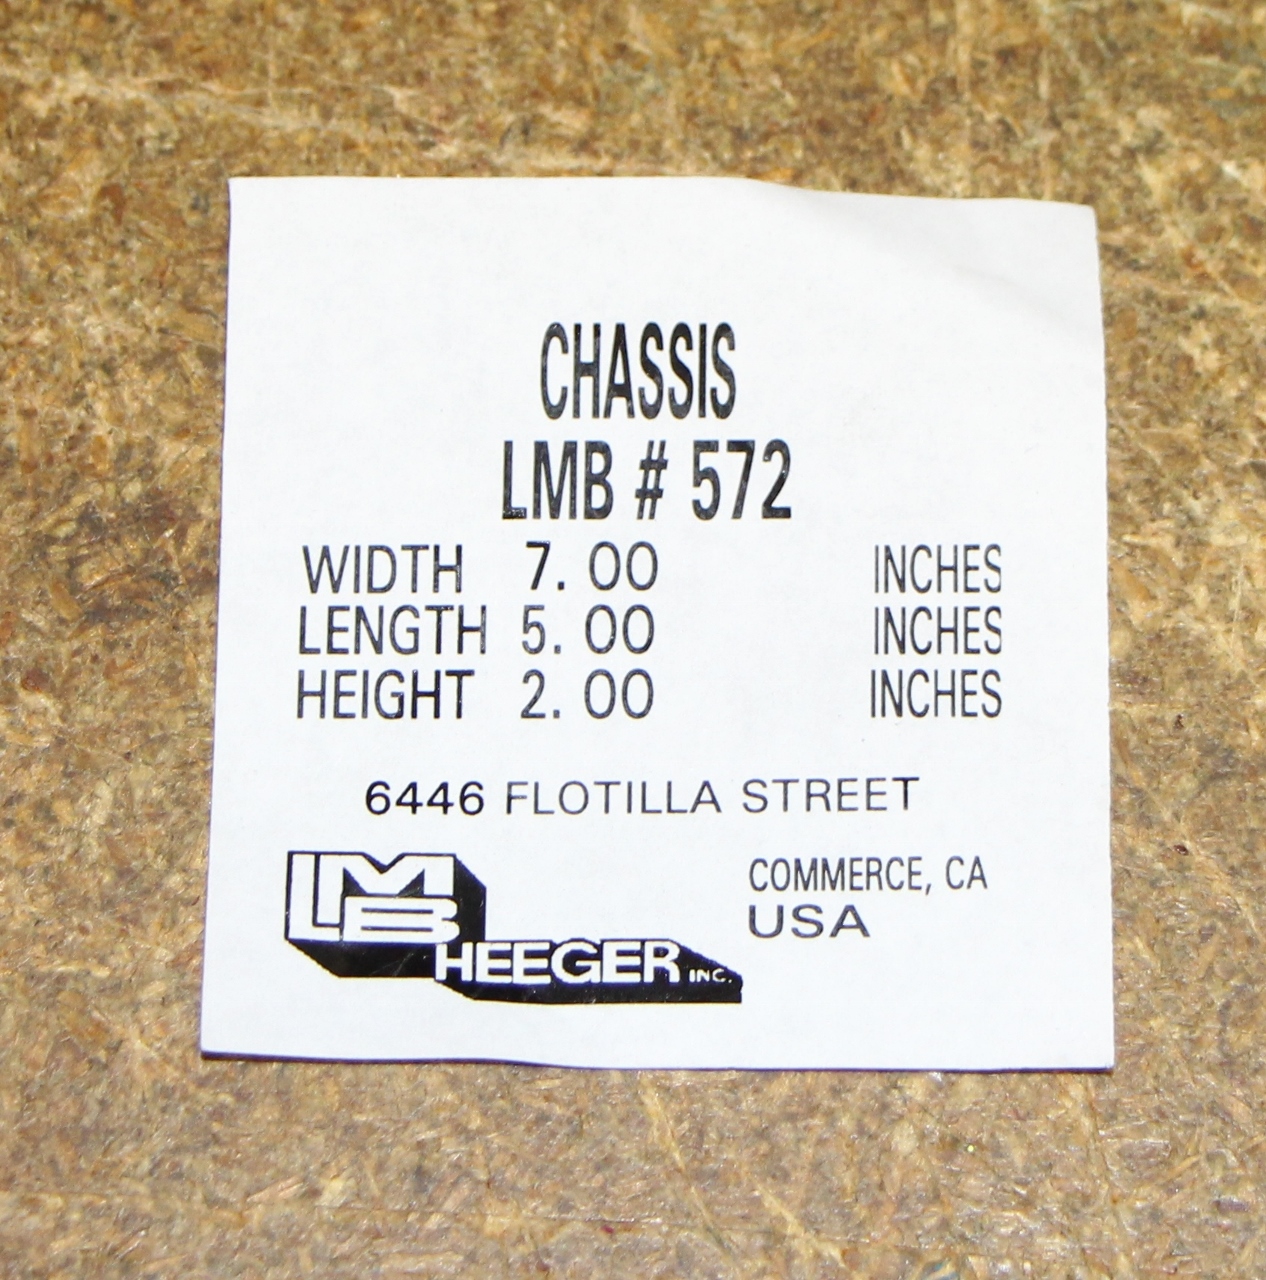 CHASSIS
LMB # 572
WIDTH 7. 00 INCHES
LENGTH 5. 00 INCHES
HEIGHT 2. 00 INCHES
6446 FLOTILLA STREET
COMMERCE, CA
USA
LMB
HEEGER INC.